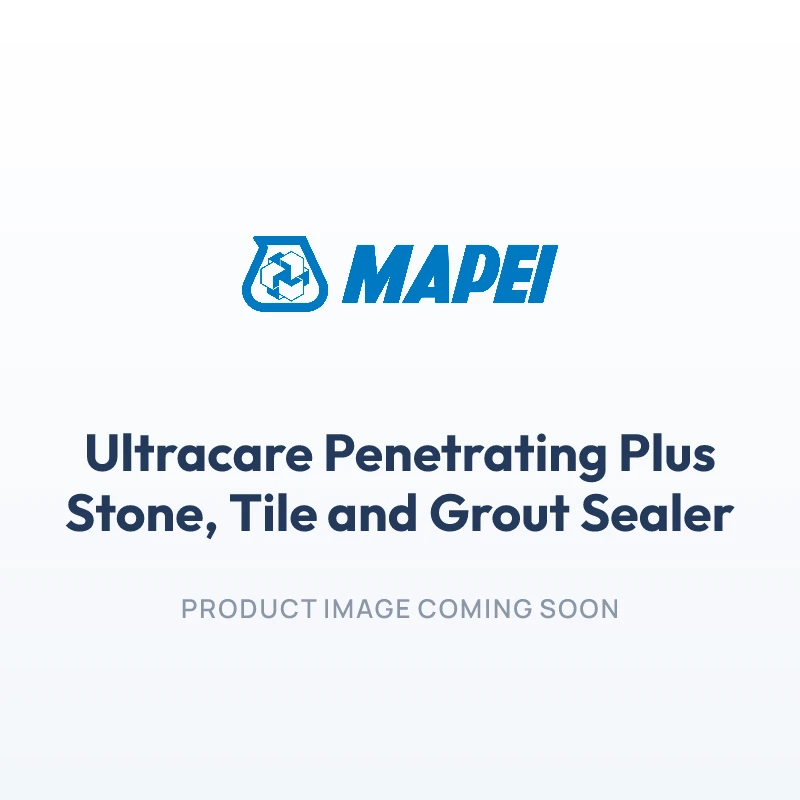 MAPEI
Ultracare Penetrating Plus
Stone, Tile and Grout Sealer
PRODUCT IMAGE COMING SOON